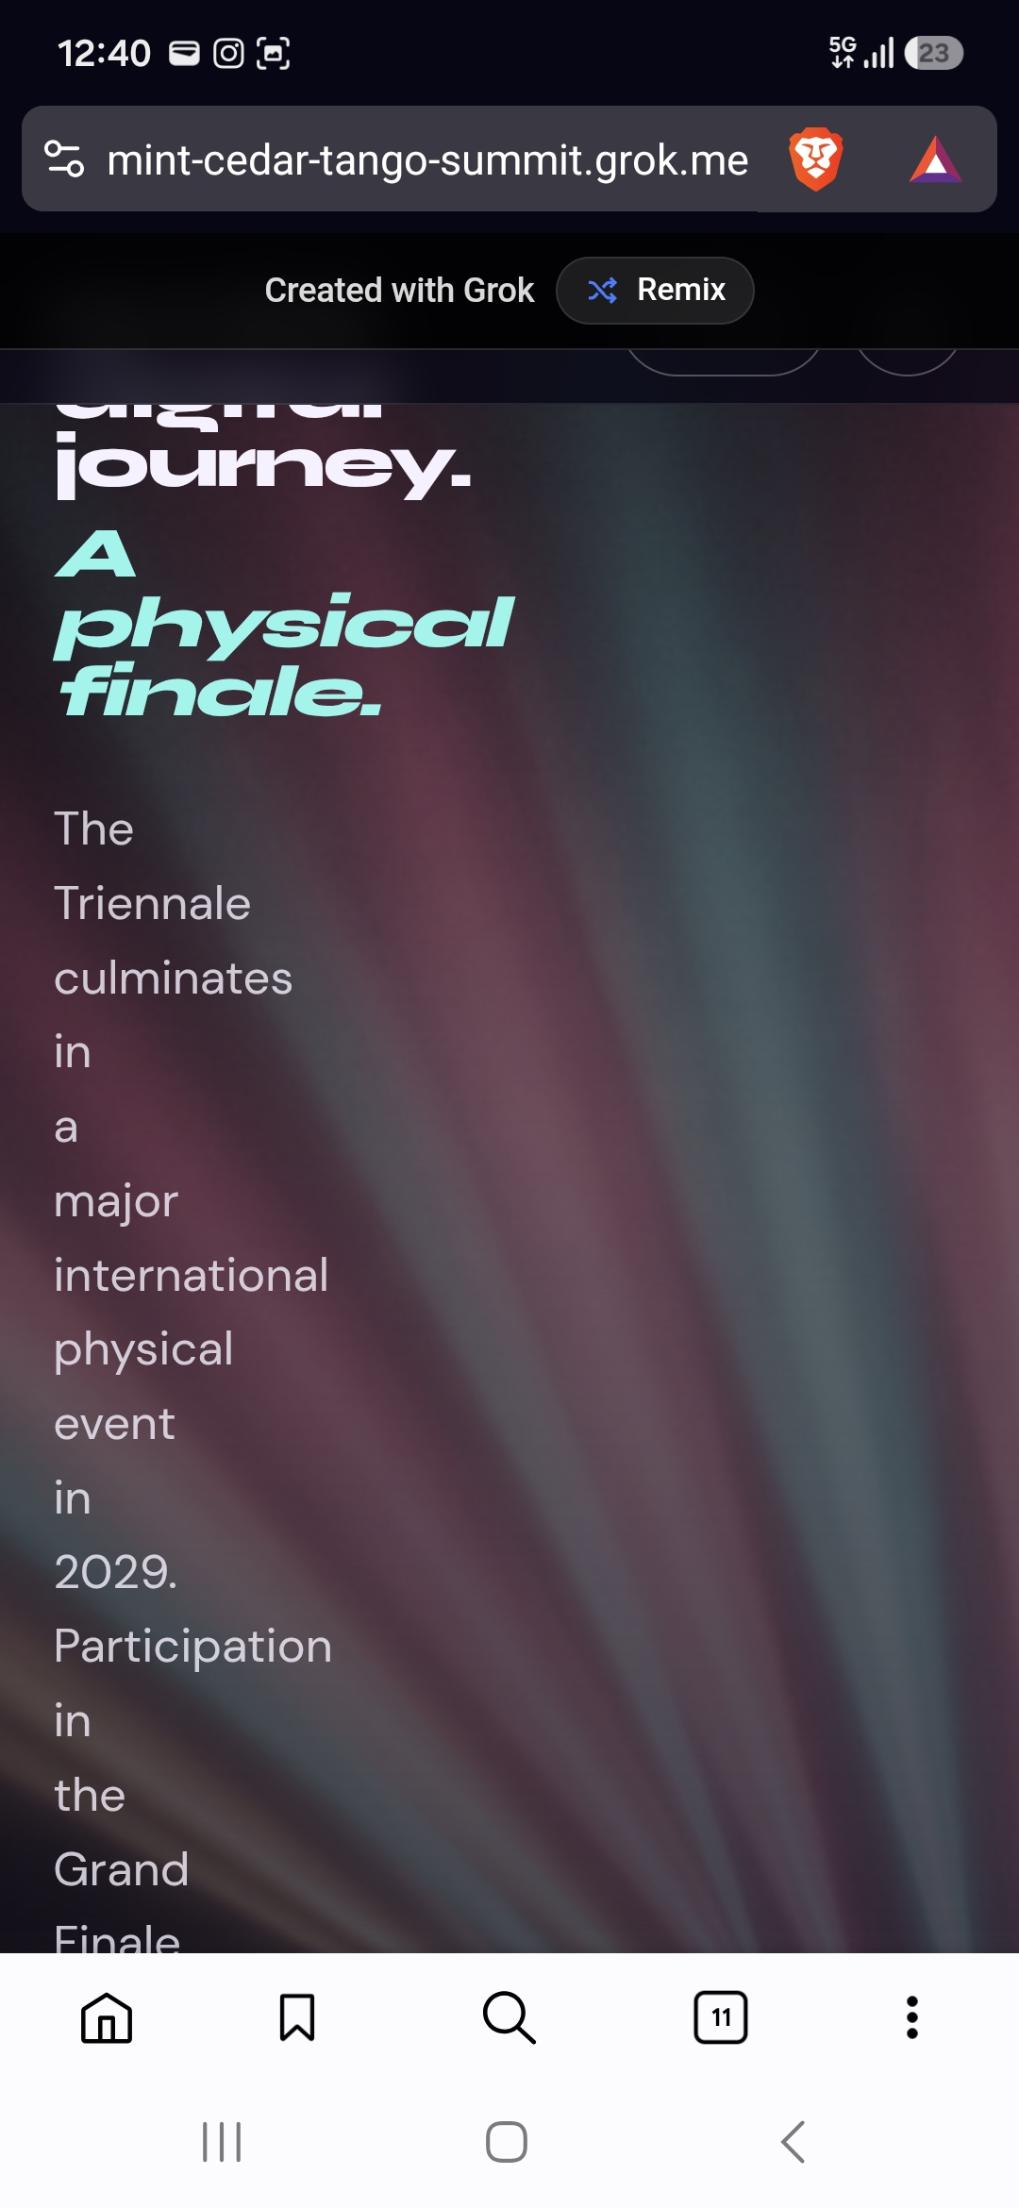 12:40
5G
23
mint-cedar-tango-summit.grok.me
Created with Grok
Remix
digital
journey.
A
physical
finale.
The
Triennale
culminates
in
a
major
international
physical
event
in
2029.
Participation
in
the
Grand
Finale
11